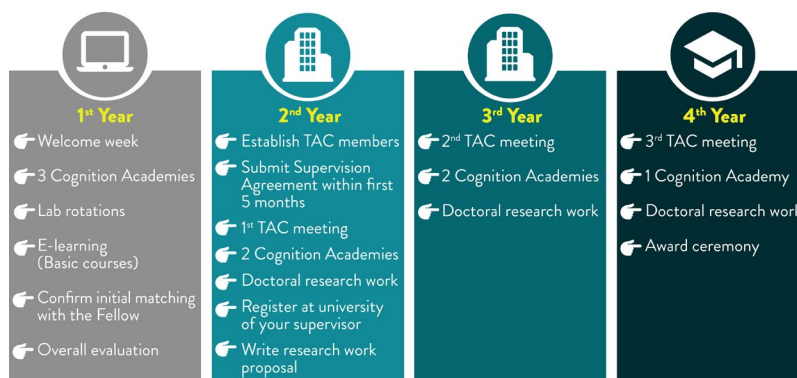 1st Year
Welcome week
3 Cognition Academies
Lab rotations
E-learning
(Basic courses)
Confirm initial matching
with the Fellow
Overall evaluation
2nd Year
Establish TAC members
Submit Supervision
Agreement within first
5 months
1st TAC meeting
2 Cognition Academies
Doctoral research work
Register at university
of your supervisor
Write research work
proposal
3rd Year
2nd TAC meeting
2 Cognition Academies
Doctoral research work
4th Year
3rd TAC meeting
1 Cognition Academy
Doctoral research work
Award ceremony